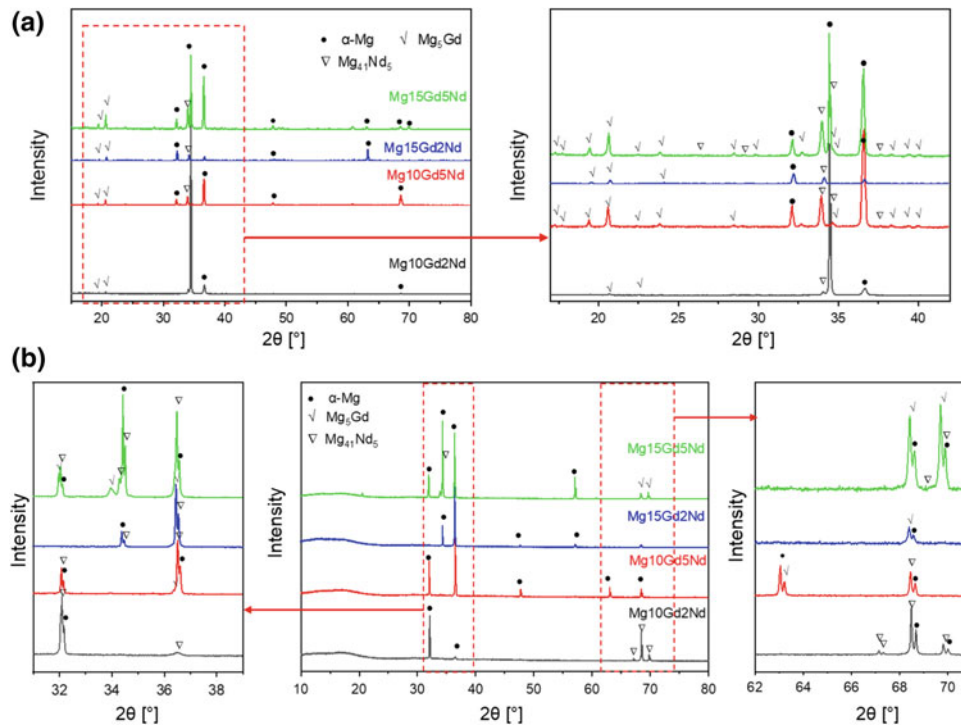 (a)
• α-Mg √ Mg₅Gd
▽ Mg₄₁Nd₅
Mg15Gd5Nd
Mg15Gd2Nd
Mg10Gd5Nd
Mg10Gd2Nd
Intensity
20 30 40 50 60 70 80
2θ [°]
Intensity
20 25 30 35 40
2θ [°]
(b)
Intensity
32 34 36 38
2θ [°]
• α-Mg
√ Mg₅Gd
▽ Mg₄₁Nd₅
Mg15Gd5Nd
Mg15Gd2Nd
Mg10Gd5Nd
Mg10Gd2Nd
Intensity
10 20 30 40 50 60 70 80
2θ [°]
Intensity
62 64 66 68 70
2θ [°]